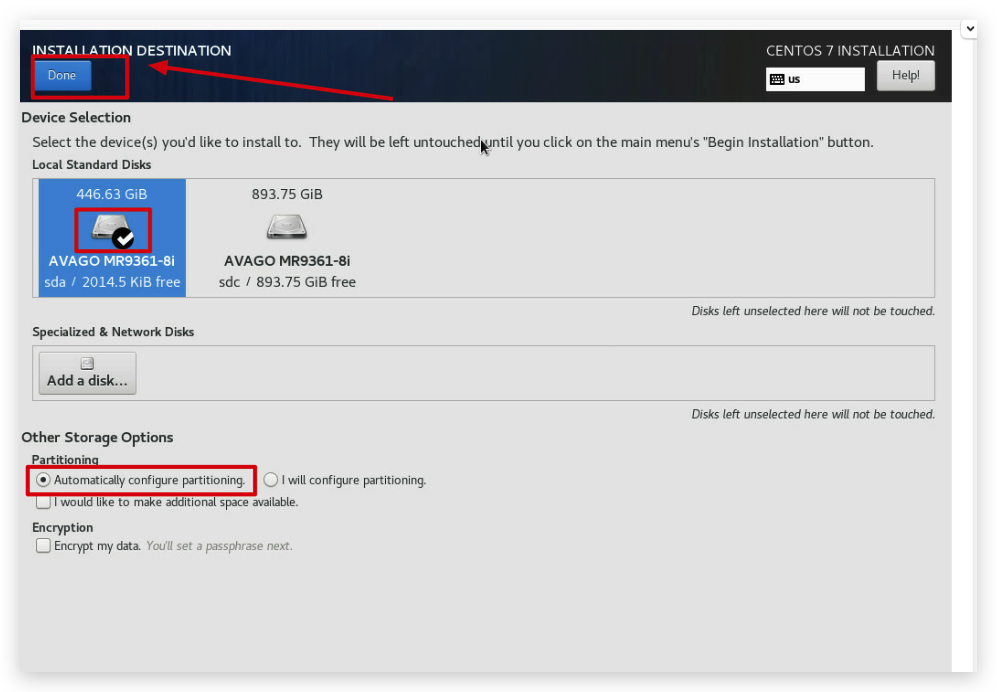 INSTALLATION DESTINATION
CENTOS 7 INSTALLATION
Done
us
Help!
Device Selection
Select the device(s) you'd like to install to.  They will be left untouched until you click on the main menu's "Begin Installation" button.
Local Standard Disks
446.63 GiB
AVAGO MR9361-8i
sda / 2014.5 KiB free
893.75 GiB
AVAGO MR9361-8i
sdc / 893.75 GiB free
Disks left unselected here will not be touched.
Specialized & Network Disks
Add a disk...
Disks left unselected here will not be touched.
Other Storage Options
Partitioning
Automatically configure partitioning.
I will configure partitioning.
I would like to make additional space available.
Encryption
Encrypt my data. You'll set a passphrase next.